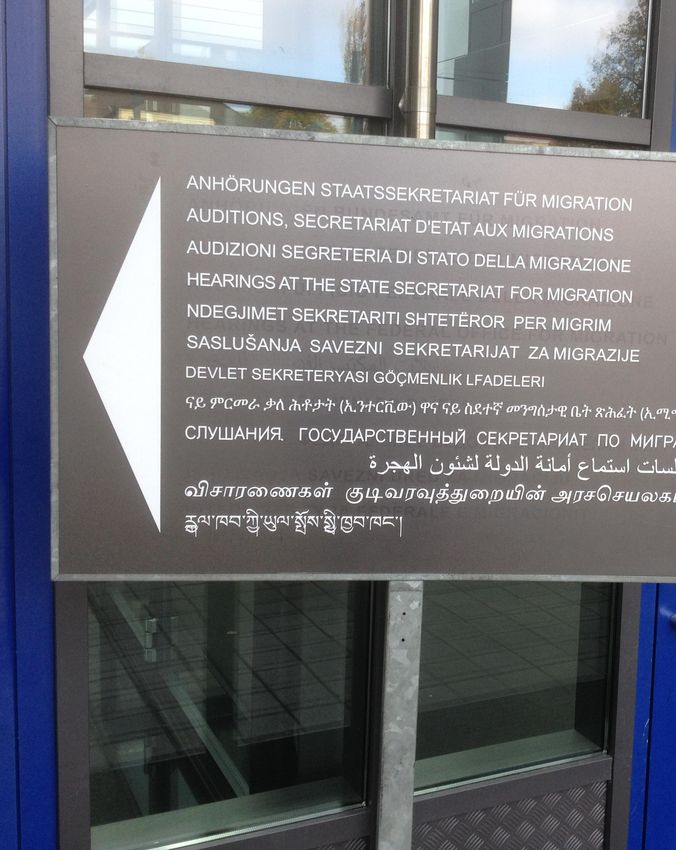 ANHÖRUNGEN STAATSSEKRETARIAT FÜR MIGRATION
AUDITIONS, SECRETARIAT D'ETAT AUX MIGRATIONS
AUDIZIONI SEGRETERIA DI STATO DELLA MIGRAZIONE
HEARINGS AT THE STATE SECRETARIAT FOR MIGRATION
NDEGJIMET SEKRETARITI SHTETËROR PER MIGRIM
SASLUŠANJA SAVEZNI SEKRETARIJAT ZA MIGRAZIJE
DEVLET SEKRETERYASI GÖÇMENLIK LFADELERI
ናይ ምርመራ ቃለ ሕቶታት (ኢንተርቪው) ዋና ናይ ስደተኛ መንግስታዊ ቤት ጽሕፈት
СЛУШАНИЯ. ГОСУДАРСТВЕННЫЙ СЕКРЕТАРИАТ ПО
استماع أمانة الدولة لشئون الهجرة
விசாரணைகள் குடிவரவுத்துறையின்